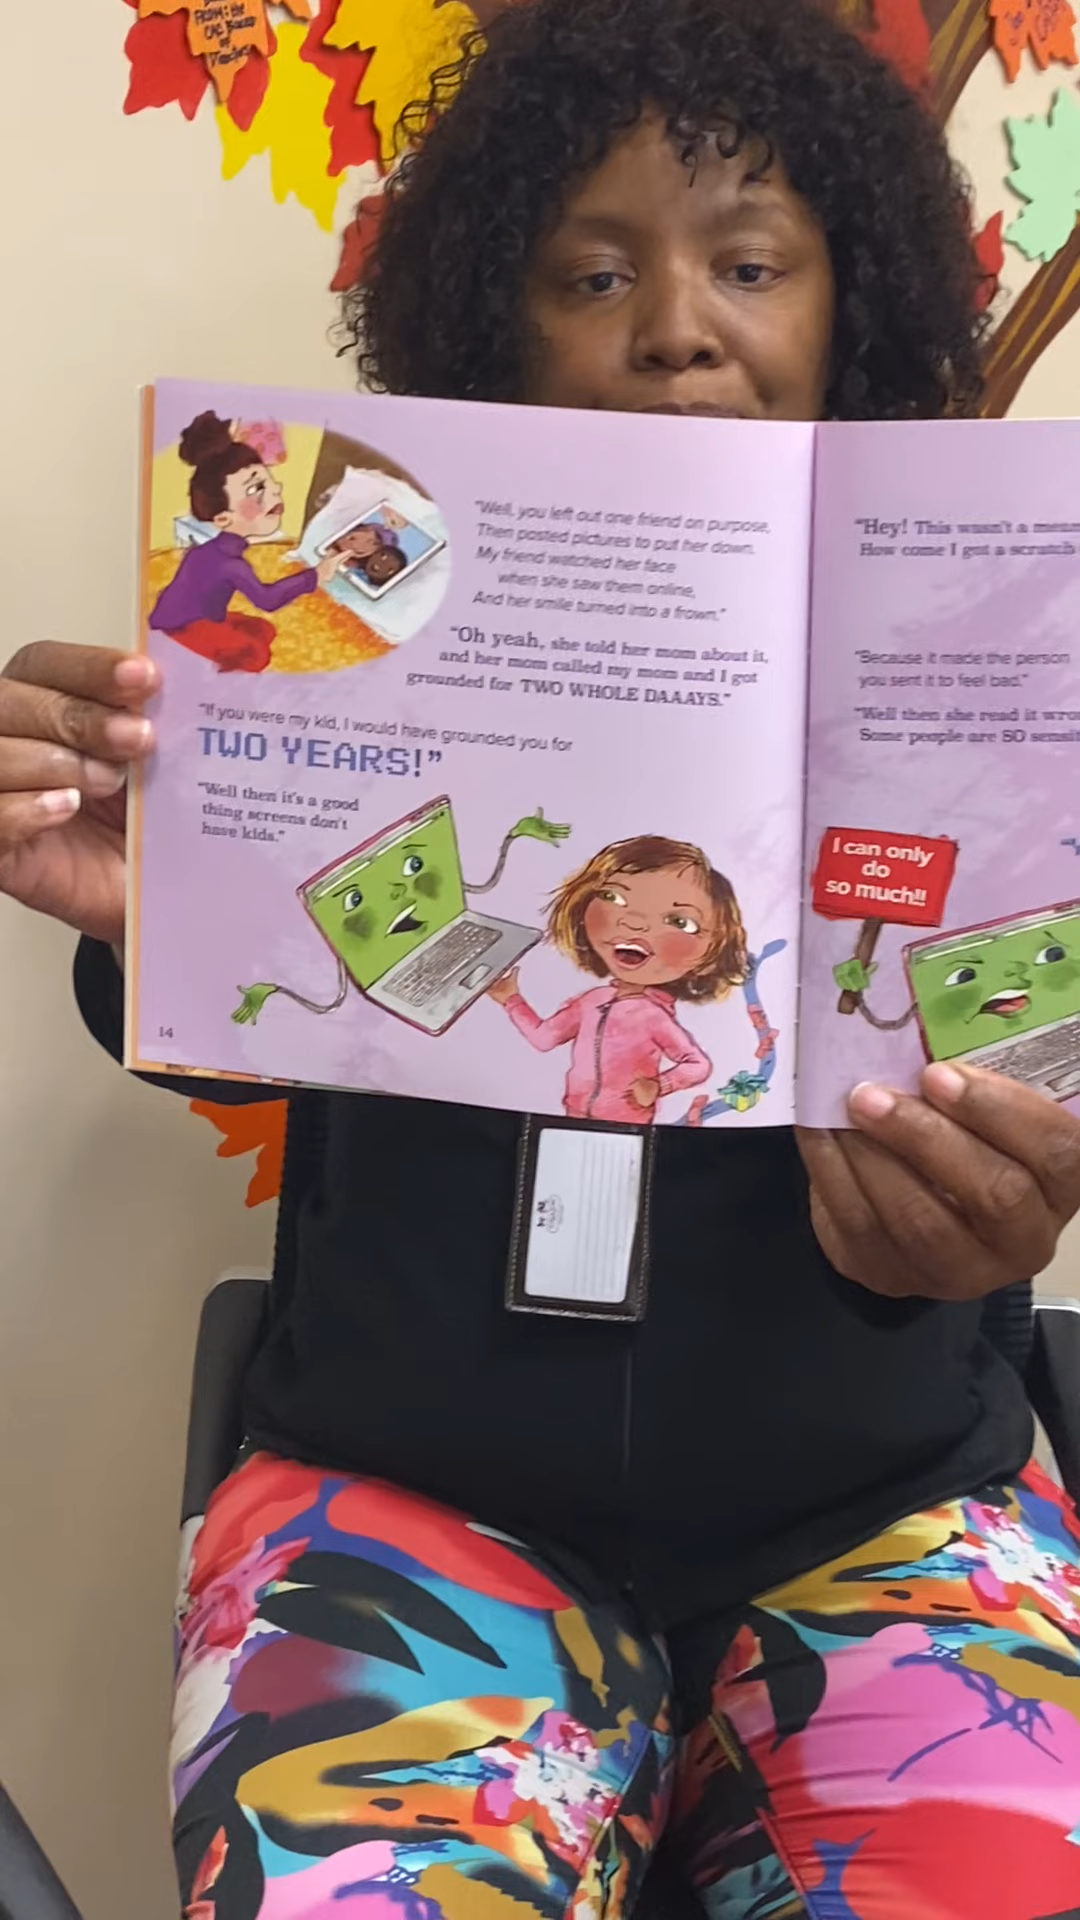 FROM: the
"Well, you left out one friend on purpose,
Then posted pictures to put her down.
My friend watched her face
when she saw them online,
And her smile turned into a frown."
"Oh yeah, she told her mom about it,
and her mom called my mom and I got
grounded for TWO WHOLE DAAAYS."
"If you were my kid, I would have grounded you for
TWO YEARS!"
"Well then it's a good
thing screens don't
have kids."
14
"Hey! This wasn't a mean
How come I got a scratch
"Because it made the person
you sent it to feel bad."
"Well then she read it
Some people are SO
I can only
do
so much!!